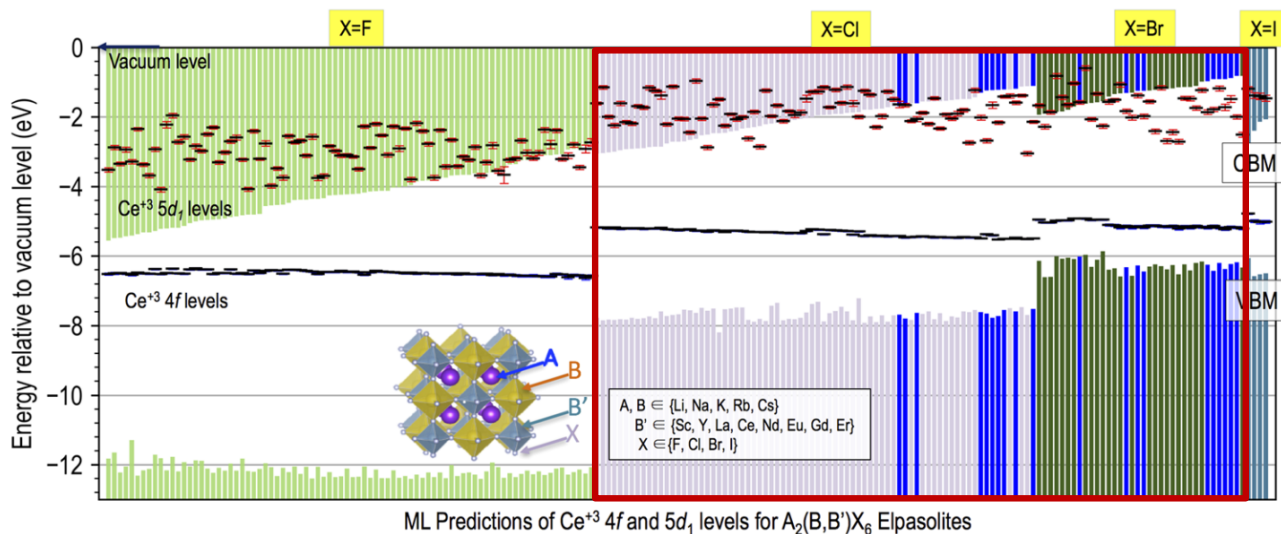 X=F
X=Cl
X=Br
X=I
0
Vacuum level
−2
−4
CBM
Ce+3 5d1 levels
−6
Ce+3 4f levels
VBM
−8
A
B
B’
X
−10
A, B ∈ {Li, Na, K, Rb, Cs}
B’ ∈ {Sc, Y, La, Ce, Nd, Eu, Gd, Er}
X ∈{F, Cl, Br, I}
−12
Energy relative to vacuum level (eV)
ML Predictions of Ce+3 4f and 5d1 levels for A2(B,B’)X6 Elpasolites